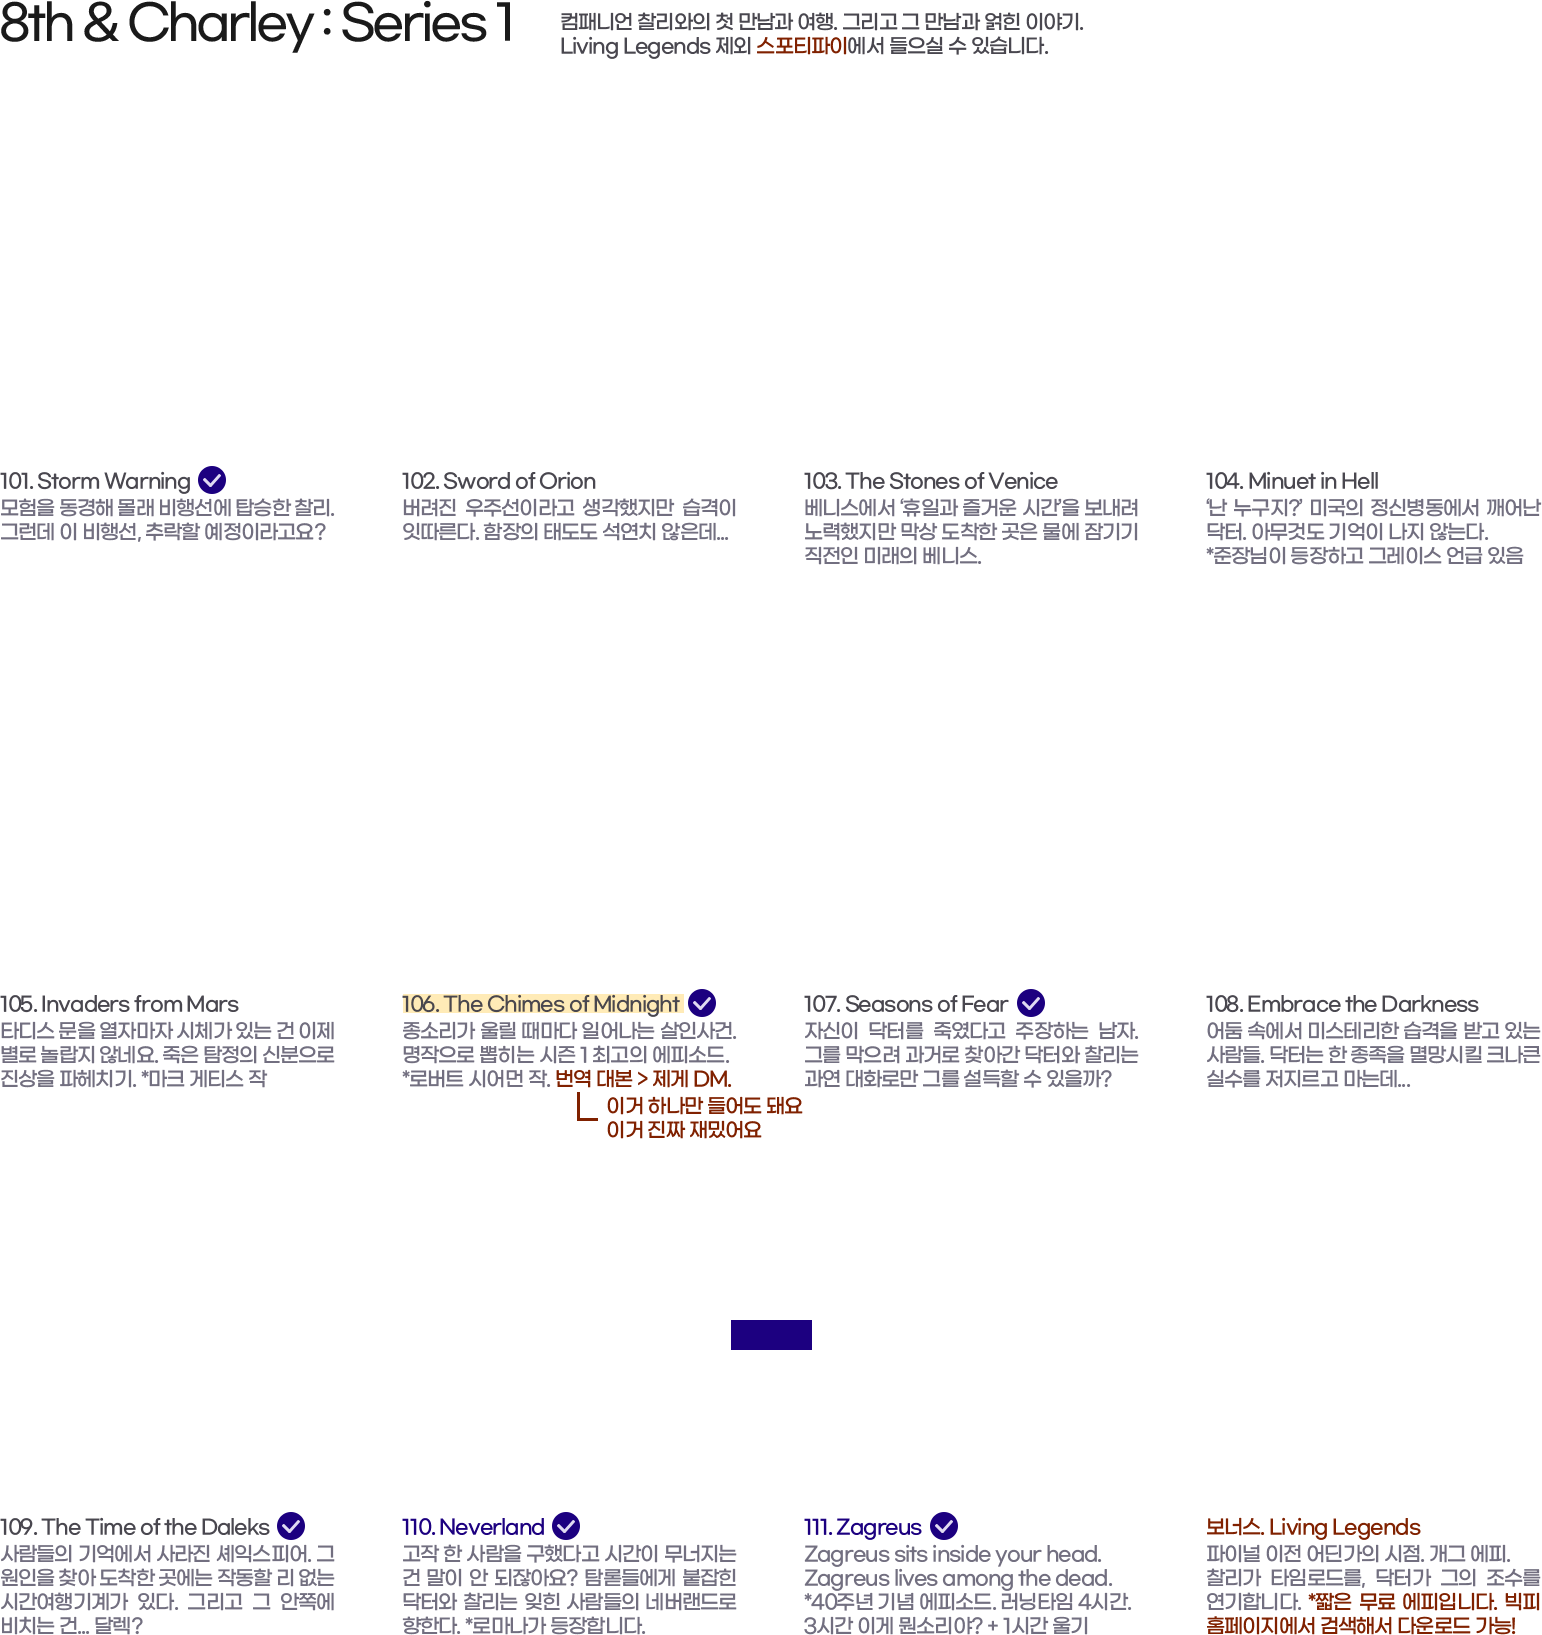 8th & Charley : Series 1
컴패니언 찰리와의 첫 만남과 여행. 그리고 그 만남과 얽힌 이야기.
Living Legends 제외 스포티파이에서 들으실 수 있습니다.
101. Storm Warning
모험을 동경해 몰래 비행선에 탑승한 찰리.
그런데 이 비행선, 추락할 예정이라고요?
102. Sword of Orion
버려진 우주선이라고 생각했지만 습격이
잇따른다. 함장의 태도도 석연치 않은데...
103. The Stones of Venice
베니스에서 ‘휴일과 즐거운 시간’을 보내려
노력했지만 막상 도착한 곳은 물에 잠기기
직전인 미래의 베니스.
104. Minuet in Hell
‘난 누구지?’ 미국의 정신병동에서 깨어난
닥터. 아무것도 기억이 나지 않는다.
*준장님이 등장하고 그레이스 언급 있음
105. Invaders from Mars
타디스 문을 열자마자 시체가 있는 건 이제
별로 놀랍지 않네요. 죽은 탐정의 신분으로
진상을 파헤치기. *마크 게티스 작
106. The Chimes of Midnight
종소리가 울릴 때마다 일어나는 살인사건.
명작으로 뽑히는 시즌 1 최고의 에피소드.
*로버트 시어먼 작. 번역 대본 > 제게 DM.
이거 하나만 들어도 돼요
이거 진짜 재밌어요
107. Seasons of Fear
자신이 닥터를 죽였다고 주장하는 남자.
그를 막으려 과거로 찾아간 닥터와 찰리는
과연 대화로만 그를 설득할 수 있을까?
108. Embrace the Darkness
어둠 속에서 미스테리한 습격을 받고 있는
사람들. 닥터는 한 종족을 멸망시킬 크나큰
실수를 저지르고 마는데...
109. The Time of the Daleks
사람들의 기억에서 사라진 셰익스피어. 그
원인을 찾아 도착한 곳에는 작동할 리 없는
시간여행기계가 있다. 그리고 그 안쪽에
비치는 건... 달렉?
110. Neverland
고작 한 사람을 구했다고 시간이 무너지는
건 말이 안 되잖아요? 탐론들에게 붙잡힌
닥터와 찰리는 잊힌 사람들의 네버랜드로
향한다. *로마나가 등장합니다.
111. Zagreus
Zagreus sits inside your head.
Zagreus lives among the dead.
*40주년 기념 에피소드. 러닝타임 4시간.
3시간 이게 뭔소리야? + 1시간 울기
보너스. Living Legends
파이널 이전 어딘가의 시점. 개그 에피.
찰리가 타임로드를, 닥터가 그의 조수를
연기합니다. *짧은 무료 에피입니다. 빅피
홈페이지에서 검색해서 다운로드 가능!